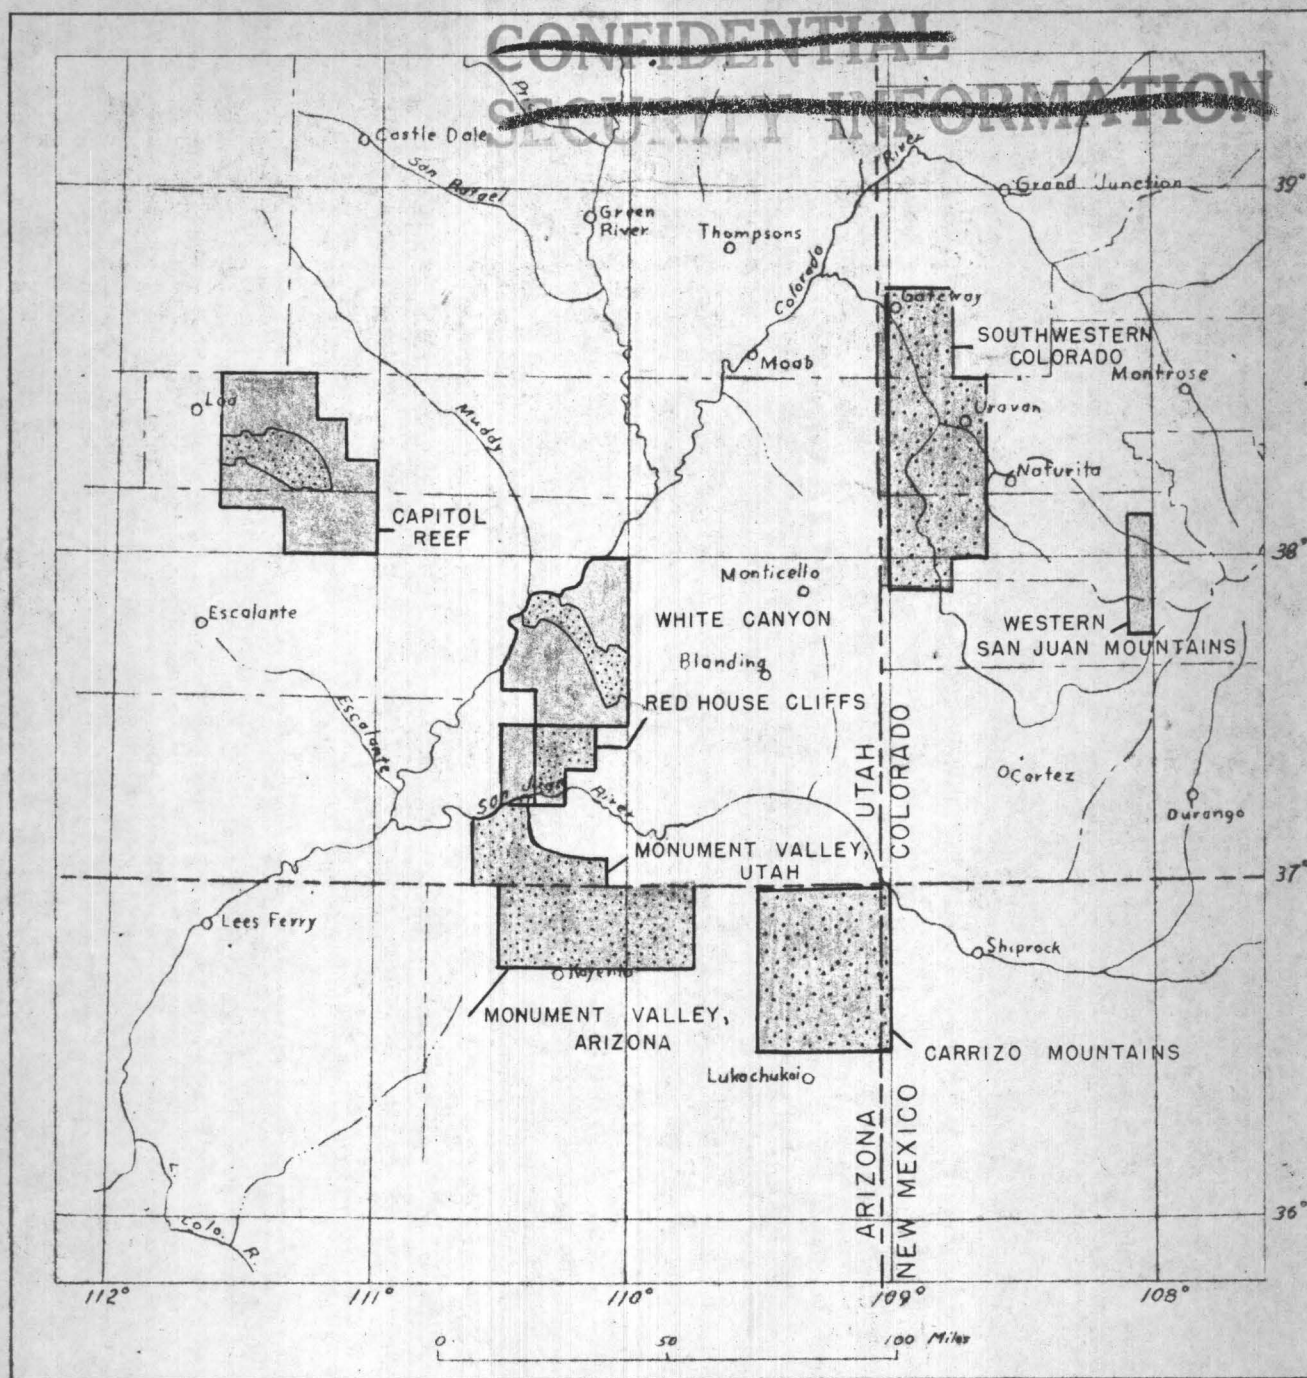 CONFIDENTIAL
SECURITY INFORMATION
Castle Dale
San Rafael
Green
River
Thompsons
Colorado
River
Grand Junction
39°
Gateway
SOUTHWESTERN
COLORADO
Montrose
Moab
Loa
Muddy
Uravan
Naturita
CAPITOL
REEF
38°
Monticello
Escalante
WHITE CANYON
WESTERN
SAN JUAN MOUNTAINS
Blanding
Escalante
RED HOUSE CLIFFS
UTAH
COLORADO
Cortez
San Juan River
Durango
MONUMENT VALLEY,
UTAH
37°
Lees Ferry
Shiprock
Kayenta
MONUMENT VALLEY,
ARIZONA
CARRIZO MOUNTAINS
Lukachukai
ARIZONA
NEW MEXICO
36°
L.
Colo.
R.
112°
111°
110°
109°
108°
0 50 100 Miles